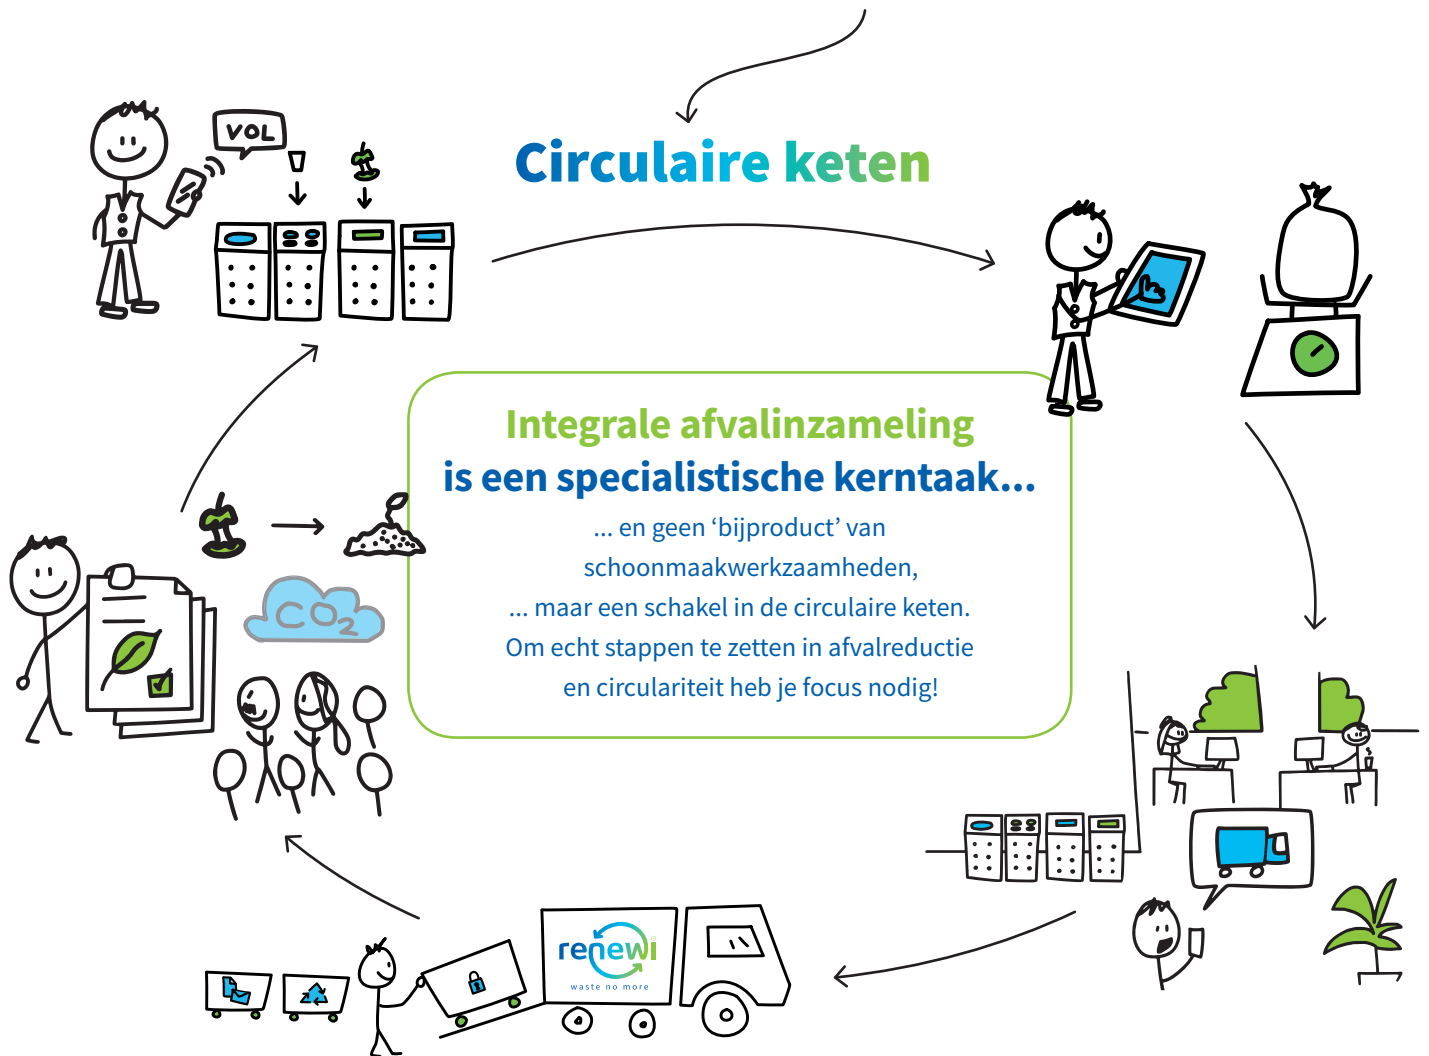 VOL
Circulaire keten
Integrale afvalinzameling
is een specialistische kerntaak...
... en geen ‘bijproduct’ van
schoonmaakwerkzaamheden,
... maar een schakel in de circulaire keten.
Om echt stappen te zetten in afvalreductie
en circulariteit heb je focus nodig!
CO₂
renewi
waste no more